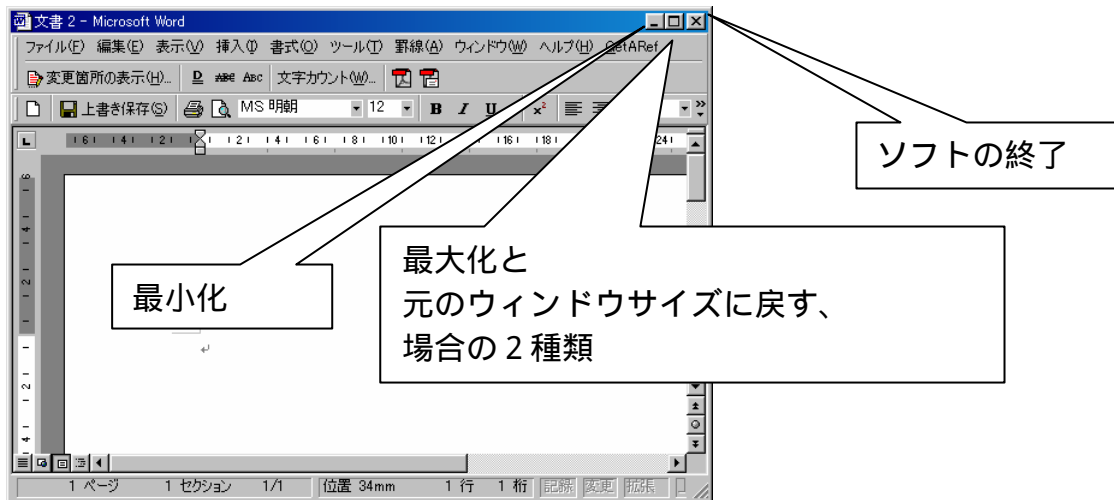 文書 2 - Microsoft Word
ファイル(F) 編集(E) 表示(V) 挿入(I) 書式(O) ツール(T) 罫線(A) ウィンドウ(W) ヘルプ(H) GetARef
変更箇所の表示(H)... D ABC ABC 文字カウント(W)...
上書き保存(S) MS 明朝 12 B I U x²
ソフトの終了
最大化と
元のウィンドウサイズに戻す、
場合の２種類
最小化
1 ページ 1 セクション 1/1 位置 34mm 1 行 1 桁 記録 変更 拡張